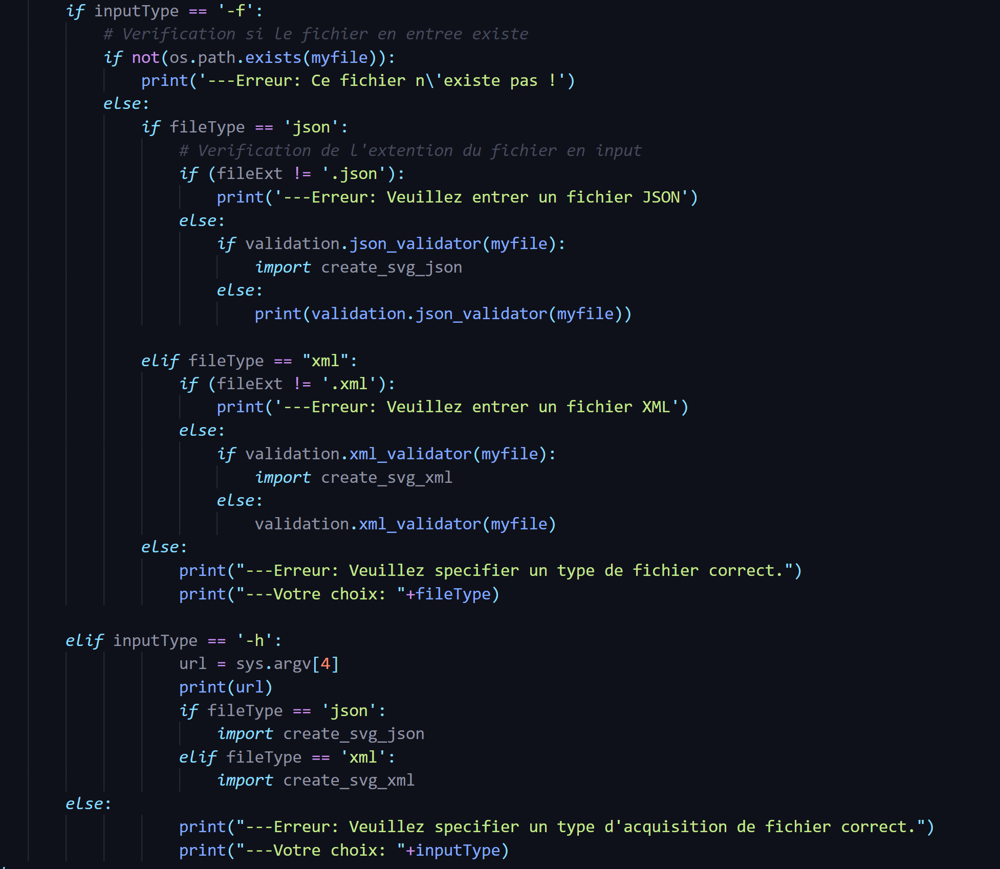 if inputType == '-f':
# Verification si le fichier en entree existe
if not(os.path.exists(myfile)):
print('---Erreur: Ce fichier n\'existe pas !')
else:
if fileType == 'json':
# Verification de l'extention du fichier en input
if (fileExt != '.json'):
print('---Erreur: Veuillez entrer un fichier JSON')
else:
if validation.json_validator(myfile):
import create_svg_json
else:
print(validation.json_validator(myfile))
elif fileType == "xml":
if (fileExt != '.xml'):
print('---Erreur: Veuillez entrer un fichier XML')
else:
if validation.xml_validator(myfile):
import create_svg_xml
else:
validation.xml_validator(myfile)
else:
print("---Erreur: Veuillez specifier un type de fichier correct.")
print("---Votre choix: "+fileType)
elif inputType == '-h':
url = sys.argv[4]
print(url)
if fileType == 'json':
import create_svg_json
elif fileType == 'xml':
import create_svg_xml
else:
print("---Erreur: Veuillez specifier un type d'acquisition de fichier correct.")
print("---Votre choix: "+inputType)